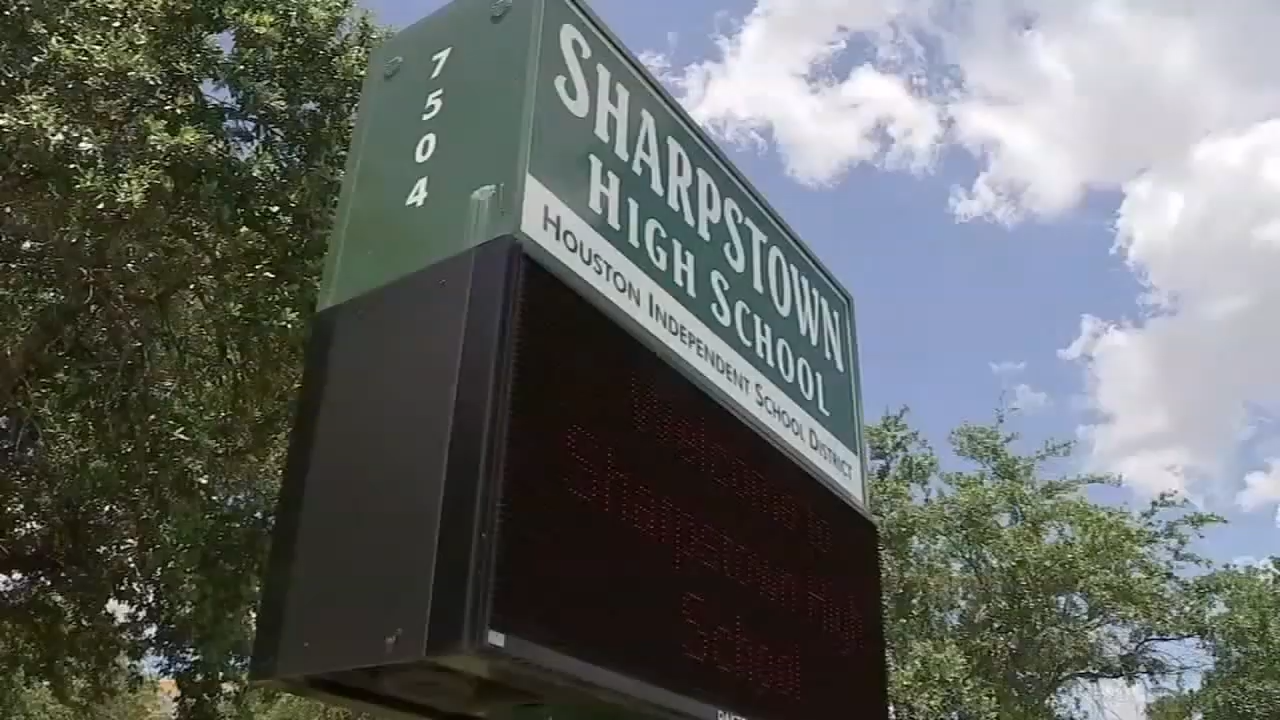 7504
SHARPSTOWN
HIGH SCHOOL
HOUSTON INDEPENDENT SCHOOL DISTRICT
Welcome to
Sharpstown High
School